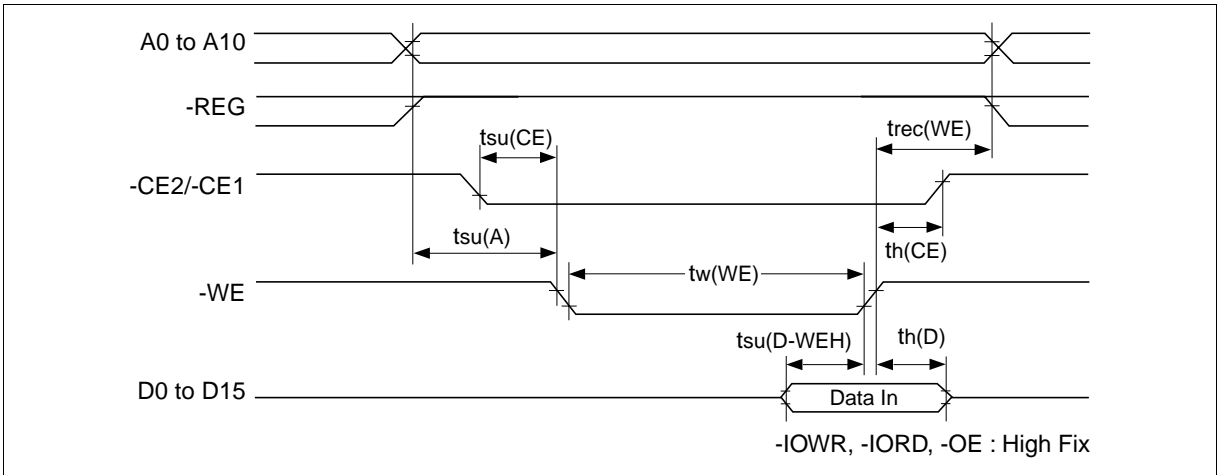 A0 to A10
-REG
tsu(CE)
trec(WE)
-CE2/-CE1
tsu(A)
th(CE)
tw(WE)
-WE
tsu(D-WEH)
th(D)
D0 to D15
Data In
-IOWR, -IORD, -OE : High Fix